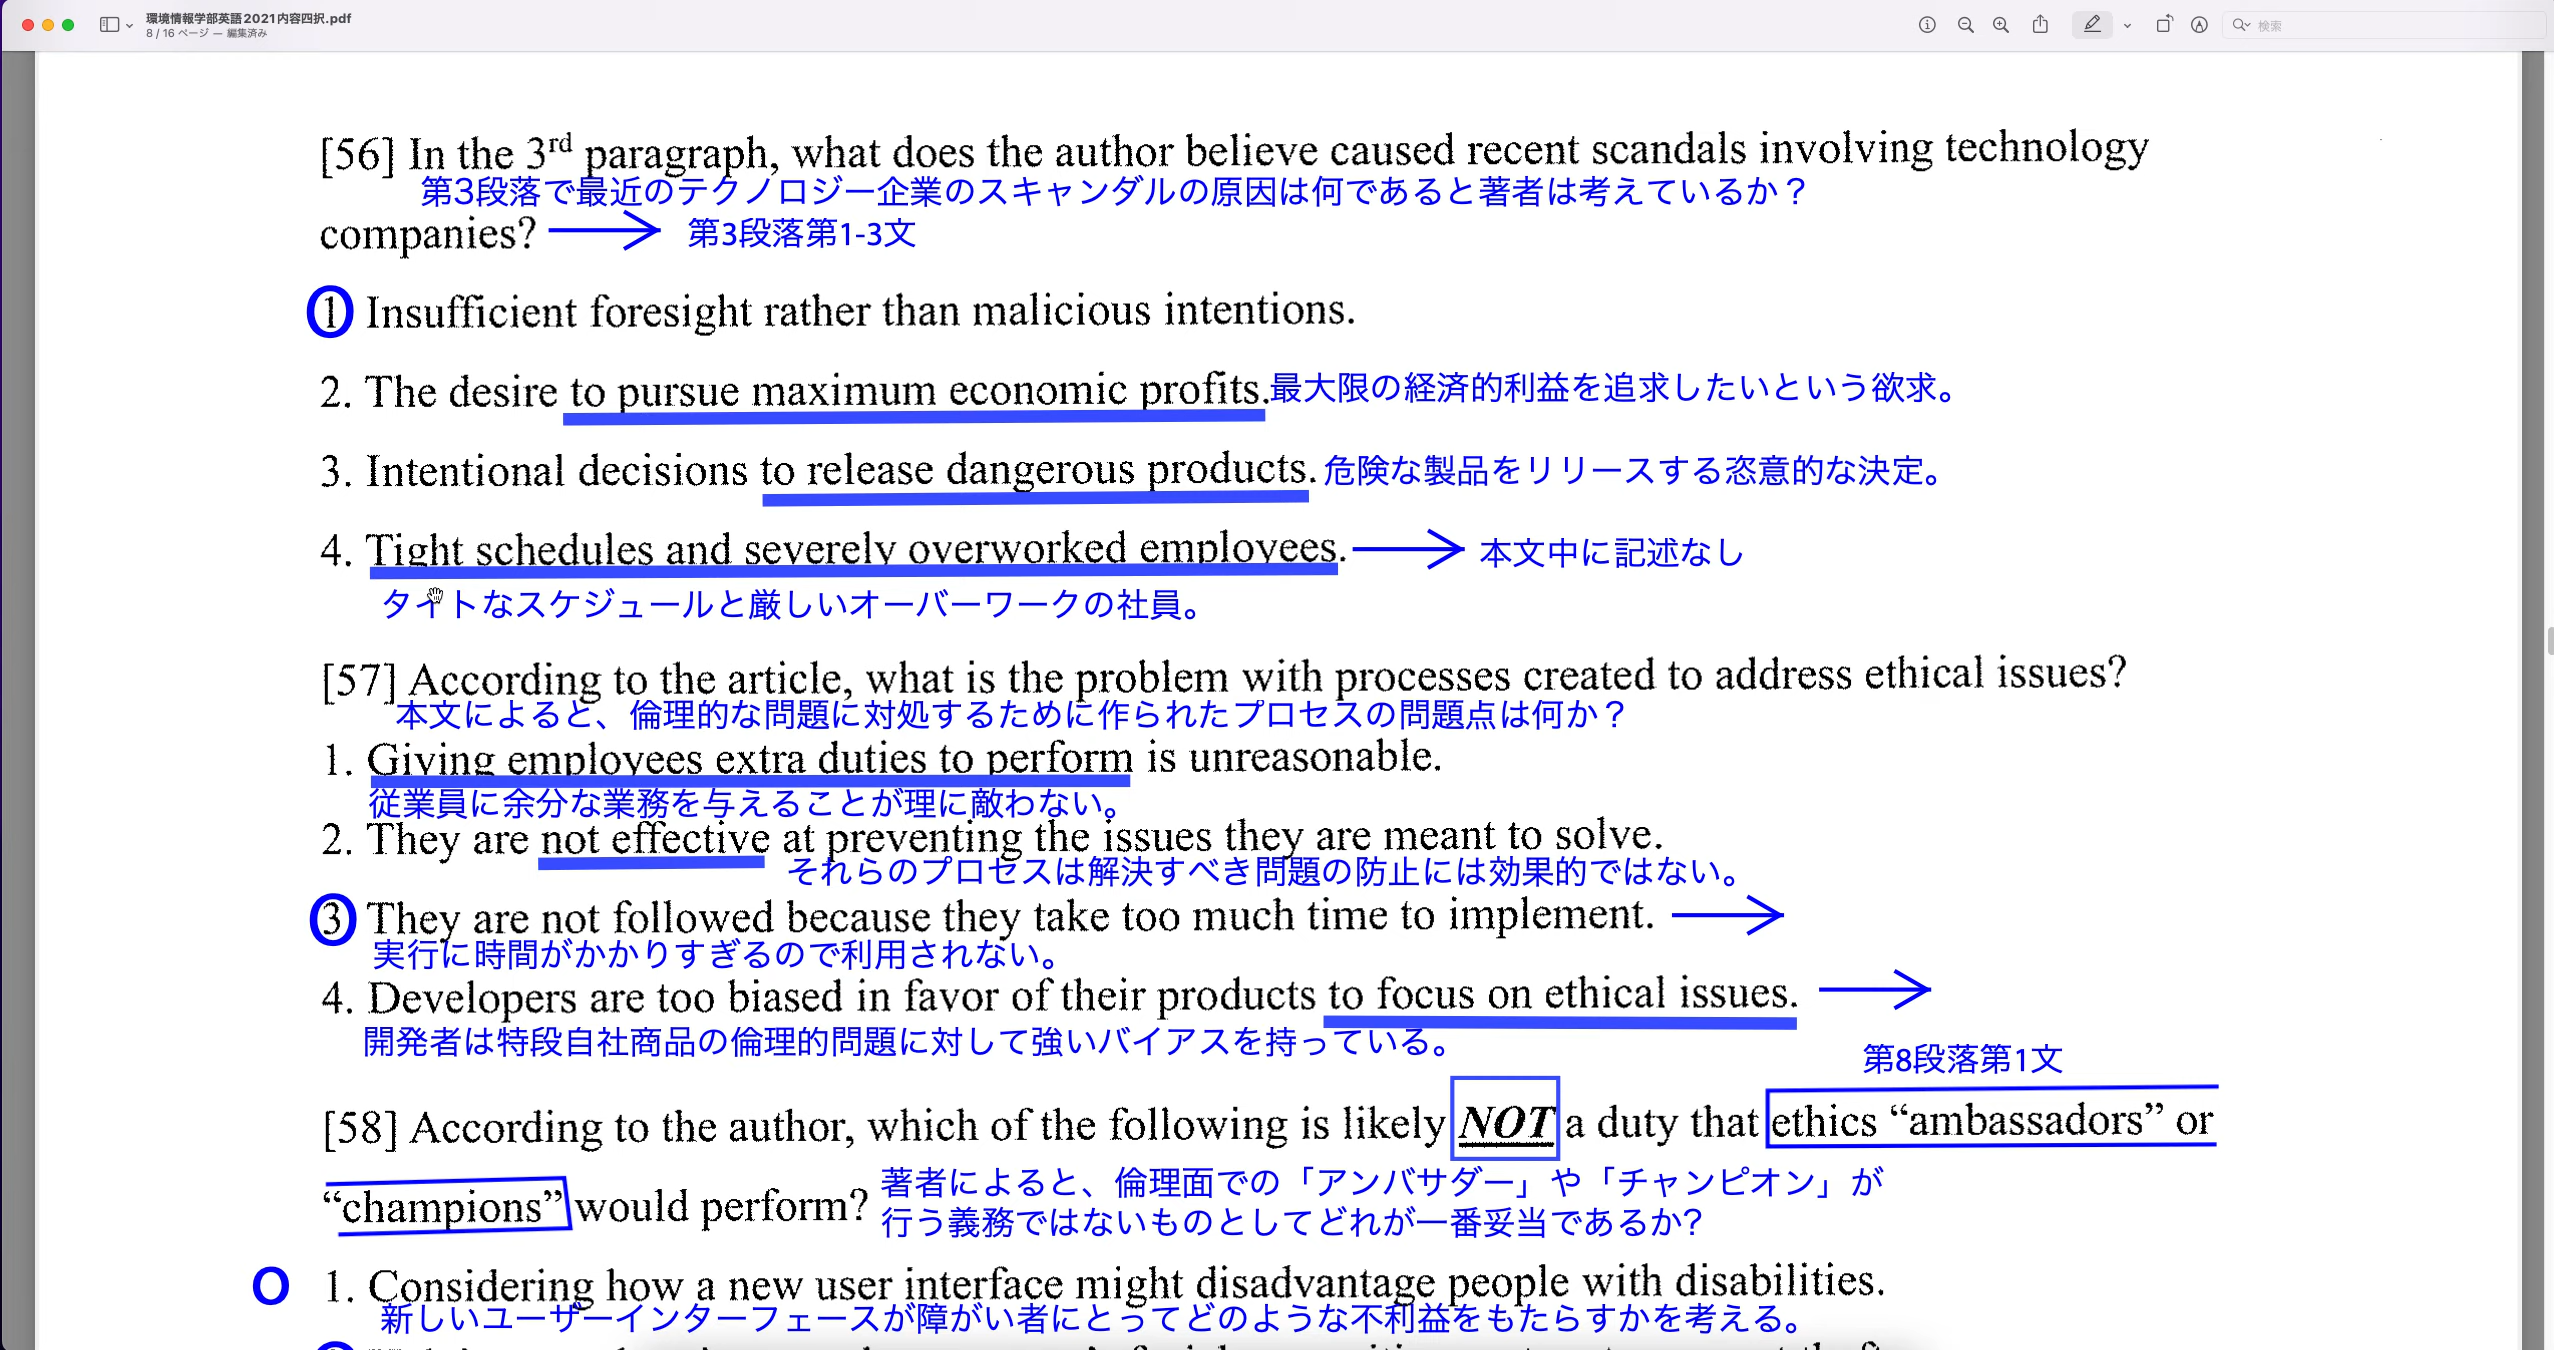 環境情報学部英語2021内容四択.pdf
8 / 16 ページ — 編集済み
検索
[56] In the 3rd paragraph, what does the author believe caused recent scandals involving technology
第3段落で最近のテクノロジー企業のスキャンダルの原因は何であると著者は考えているか？
companies? 第3段落第1-3文
1 Insufficient foresight rather than malicious intentions.
2. The desire to pursue maximum economic profits. 最大限の経済的利益を追求したいという欲求。
3. Intentional decisions to release dangerous products. 危険な製品をリリースする恣意的な決定。
4. Tight schedules and severely overworked employees. 本文中に記述なし
タイトなスケジュールと厳しいオーバーワークの社員。
[57] According to the article, what is the problem with processes created to address ethical issues?
本文によると、倫理的な問題に対処するために作られたプロセスの問題点は何か？
1. Giving employees extra duties to perform is unreasonable.
従業員に余分な業務を与えることが理に敵わない。
2. They are not effective at preventing the issues they are meant to solve.
それらのプロセスは解決すべき問題の防止には効果的ではない。
3 They are not followed because they take too much time to implement.
実行に時間がかかりすぎるので利用されない。
4. Developers are too biased in favor of their products to focus on ethical issues.
開発者は特段自社商品の倫理的問題に対して強いバイアスを持っている。
第8段落第1文
[58] According to the author, which of the following is likely NOT a duty that ethics “ambassadors” or
“champions” would perform? 著者によると、倫理面での「アンバサダー」や「チャンピオン」が
行う義務ではないものとしてどれが一番妥当であるか?
O 1. Considering how a new user interface might disadvantage people with disabilities.
新しいユーザーインターフェースが障がい者にとってどのような不利益をもたらすかを考える。